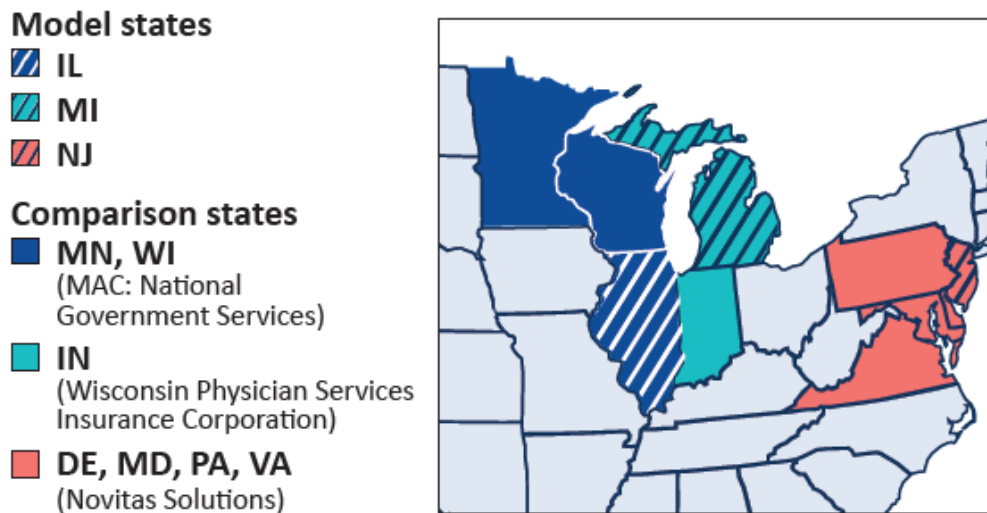 Model states
IL
MI
NJ
Comparison states
MN, WI
(MAC: National
Government Services)
IN
(Wisconsin Physician Services
Insurance Corporation)
DE, MD, PA, VA
(Novitas Solutions)